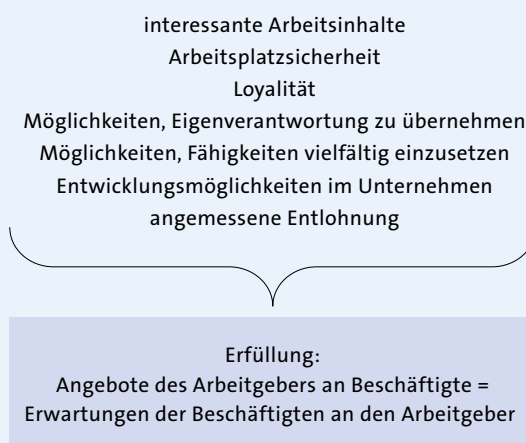 interessante Arbeitsinhalte
Arbeitsplatzsicherheit
Loyalität
Möglichkeiten, Eigenverantwortung zu übernehmen
Möglichkeiten, Fähigkeiten vielfältig einzusetzen
Entwicklungsmöglichkeiten im Unternehmen
angemessene Entlohnung
Erfüllung:
Angebote des Arbeitgebers an Beschäftigte =
Erwartungen der Beschäftigten an den Arbeitgeber